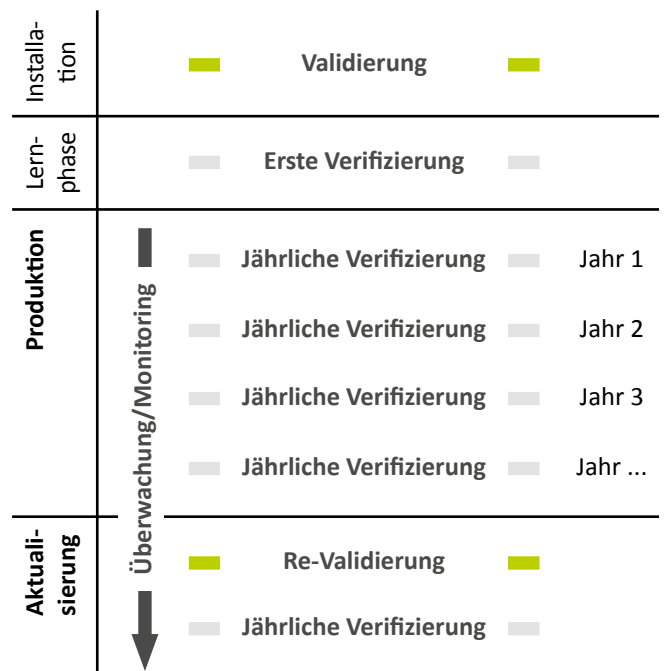 Installa-
tion
Validierung
Lern-
phase
Erste Verifizierung
Produktion
Überwachung/Monitoring
Jährliche Verifizierung Jahr 1
Jährliche Verifizierung Jahr 2
Jährliche Verifizierung Jahr 3
Jährliche Verifizierung Jahr ...
Aktuali-
sierung
Re-Validierung
Jährliche Verifizierung